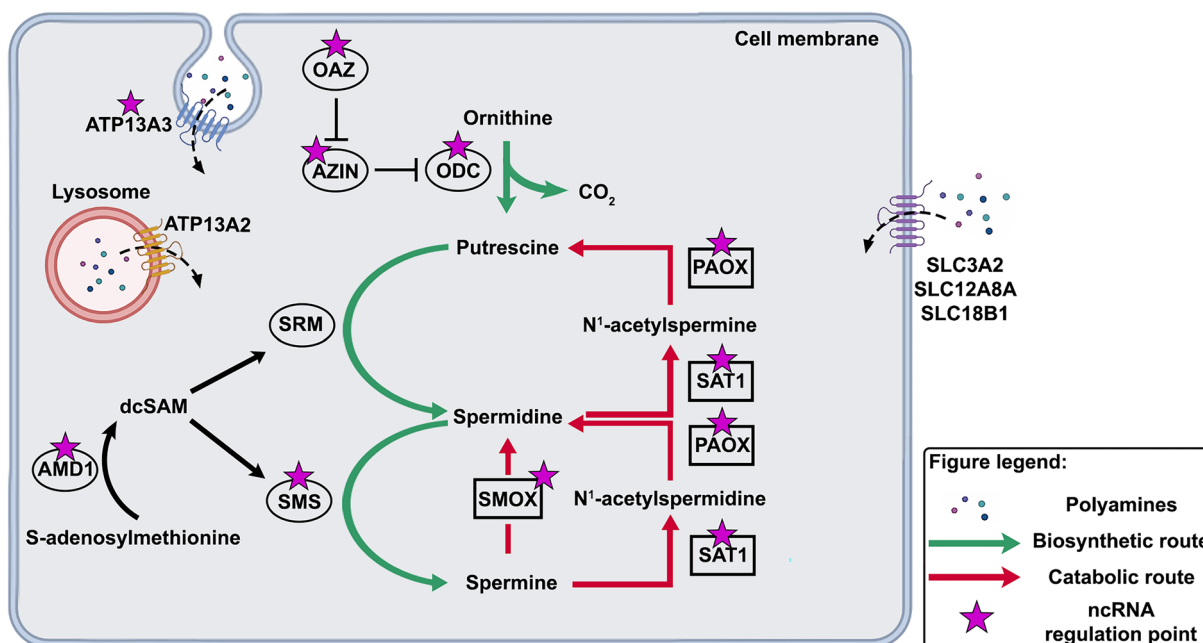 Cell membrane
OAZ
ATP13A3
Ornithine
AZIN
ODC
CO2
Lysosome
ATP13A2
Putrescine
PAOX
SLC3A2
SLC12A8A
SLC18B1
SRM
N1-acetylspermine
SAT1
dcSAM
Spermidine
PAOX
AMD1
SMS
SMOX
N1-acetylspermidine
S-adenosylmethionine
SAT1
Spermine
Figure legend:
Polyamines
Biosynthetic route
Catabolic route
ncRNA
regulation point